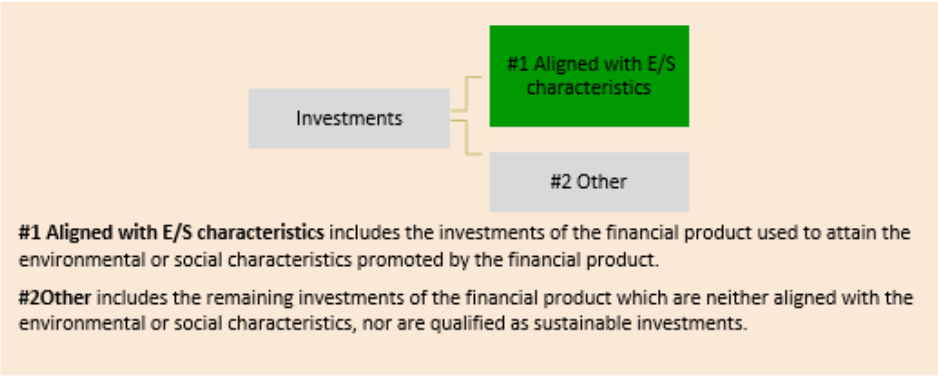 #1 Aligned with E/S
characteristics
Investments
#2 Other
#1 Aligned with E/S characteristics includes the investments of the financial product used to attain the
environmental or social characteristics promoted by the financial product.
#2Other includes the remaining investments of the financial product which are neither aligned with the
environmental or social characteristics, nor are qualified as sustainable investments.